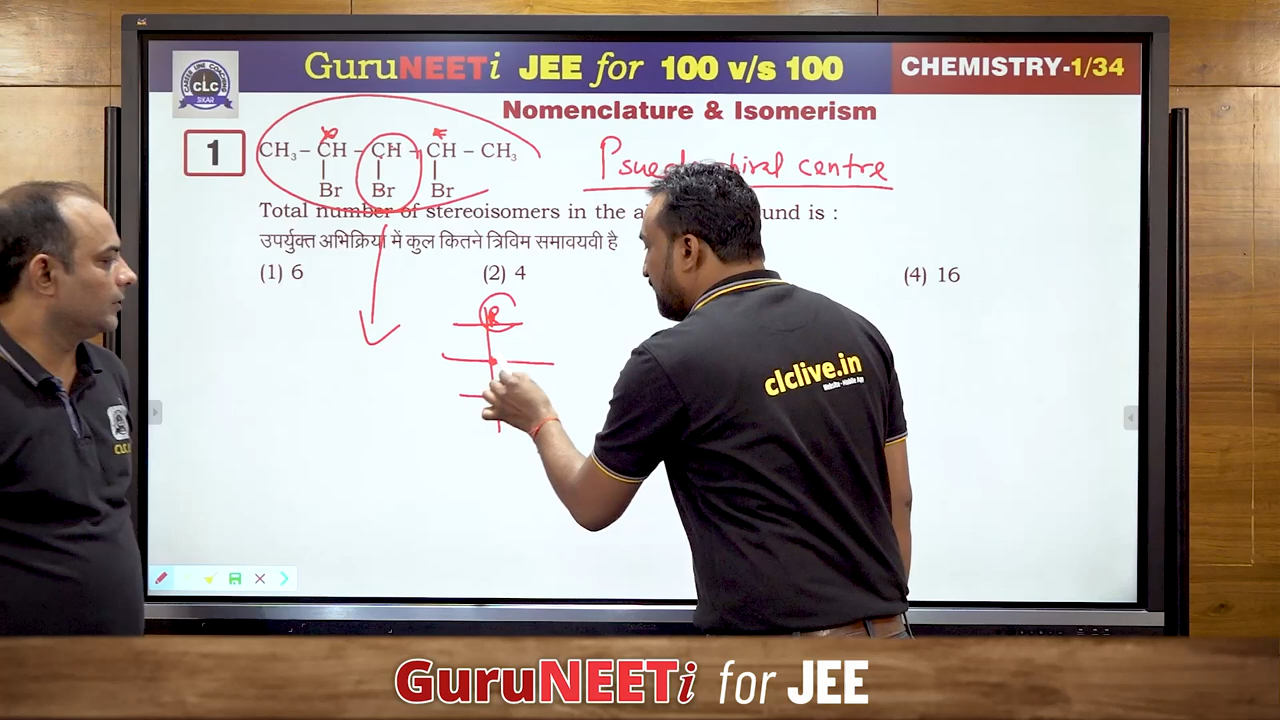 GuruNEETi JEE for 100 v/s 100
CHEMISTRY-1/34
CAREER LINE COACHING
CLC
SIKAR
Nomenclature & Isomerism
1
CH₃ – CH – CH – CH – CH₃
Br Br Br
centre
Total number of stereoisomers in the is :
उपर्युक्त अभिक्रिया में कुल कितने त्रिविम समावयवी है
(1) 6 (2) 4 (4) 16
R
clclive.in
GuruNEETi for JEE